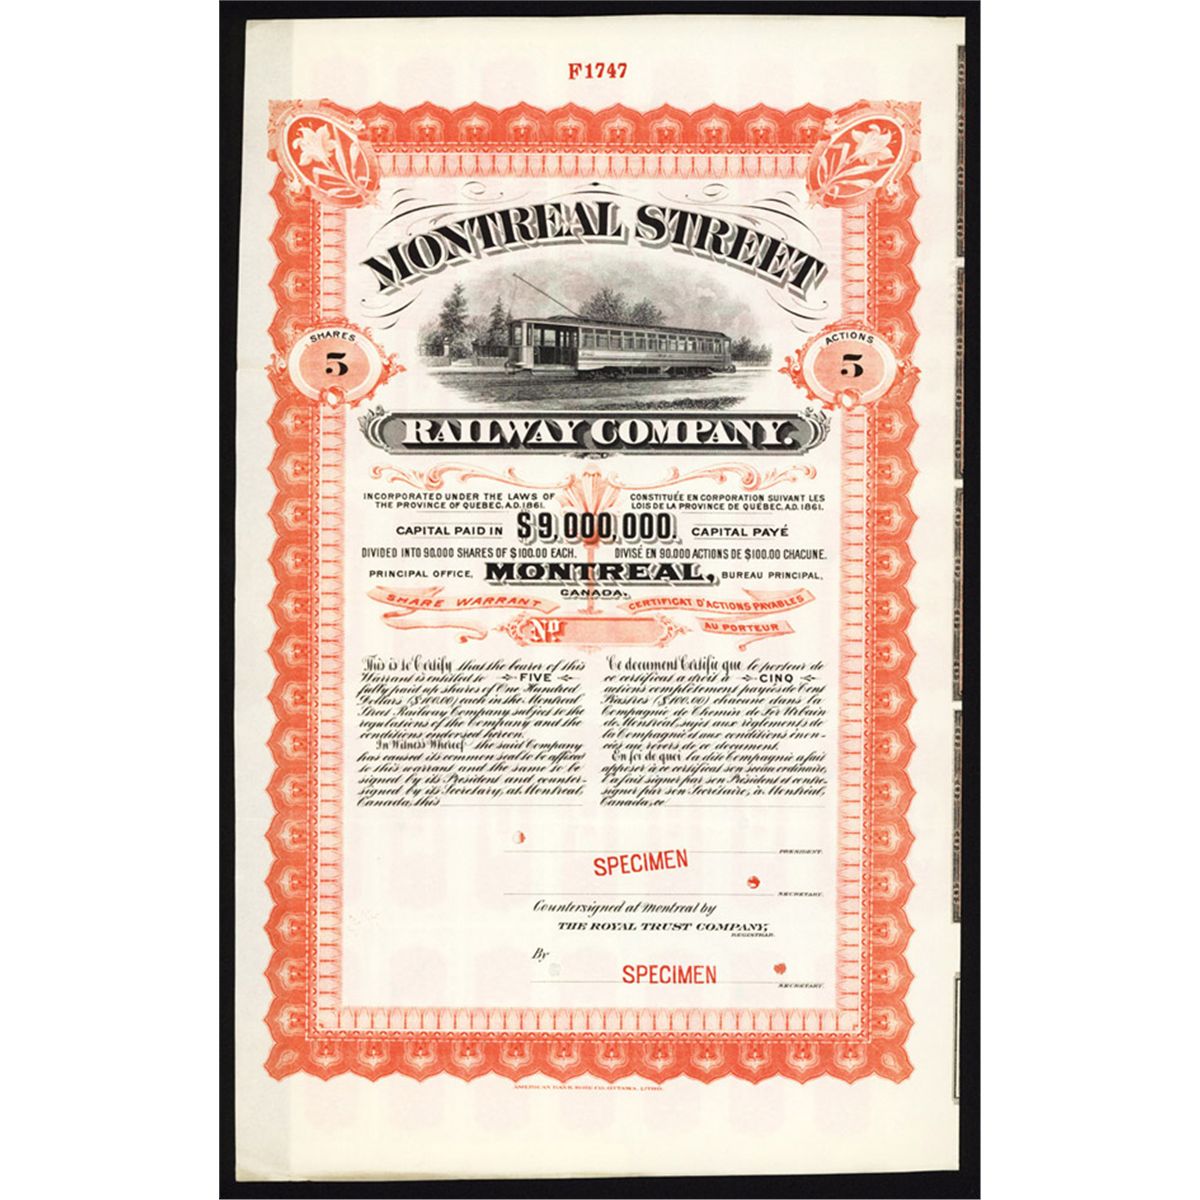 F1747
MONTREAL STREET
SHARES
5
ACTIONS
5
RAILWAY COMPANY.
INCORPORATED UNDER THE LAWS OF
THE PROVINCE OF QUEBEC, A.D. 1861.
CONSTITUÉE EN CORPORATION SUIVANT LES
LOIS DE LA PROVINCE DE QUÉBEC, A.D. 1861.
CAPITAL PAID IN $9,000,000. CAPITAL PAYÉ
DIVIDED INTO 90.000 SHARES OF $100.00 EACH. DIVISÉ EN 90.000 ACTIONS DE $100.00 CHACUNE.
PRINCIPAL OFFICE, MONTREAL, BUREAU PRINCIPAL,
CANADA.
SHARE WARRANT
CERTIFICAT D'ACTIONS PAYABLES
AU PORTEUR
No
This is to Certify that the bearer of this
Warrant is entitled to FIVE
fully paid up shares of One Hundred
Dollars ($100.00) each in the Montreal
Street Railway Company subject to the
regulations of the Company and the
conditions endorsed hereon.
In Witness Whereof the said Company
has caused its common seal to be affixed
to this warrant and the same to be
signed by its President and counter-
signed by its Secretary, at Montreal,
Canada, this
Ce document Certifie que le porteur de
ce certificat a droit à CINQ
actions complètement payées de Cent
Piastres ($100.00) chacune dans la
Compagnie de Chemin de Fer Urbain
de Montréal, sujet aux règlements de
la Compagnie et aux conditions énon-
cées au revers de ce document.
En foi de quoi la dite Compagnie a fait
apposer à ce certificat son sceau ordinaire,
l'a fait signer par son Président et contre-
signer par son Secrétaire, à Montréal,
Canada, ce
PRESIDENT.
SPECIMEN
SECRETARY.
Countersigned at Montreal by
THE ROYAL TRUST COMPANY,
REGISTRAR.
By
SPECIMEN
SECRETARY.
AMERICAN BANK NOTE CO. OTTAWA. LITHO.